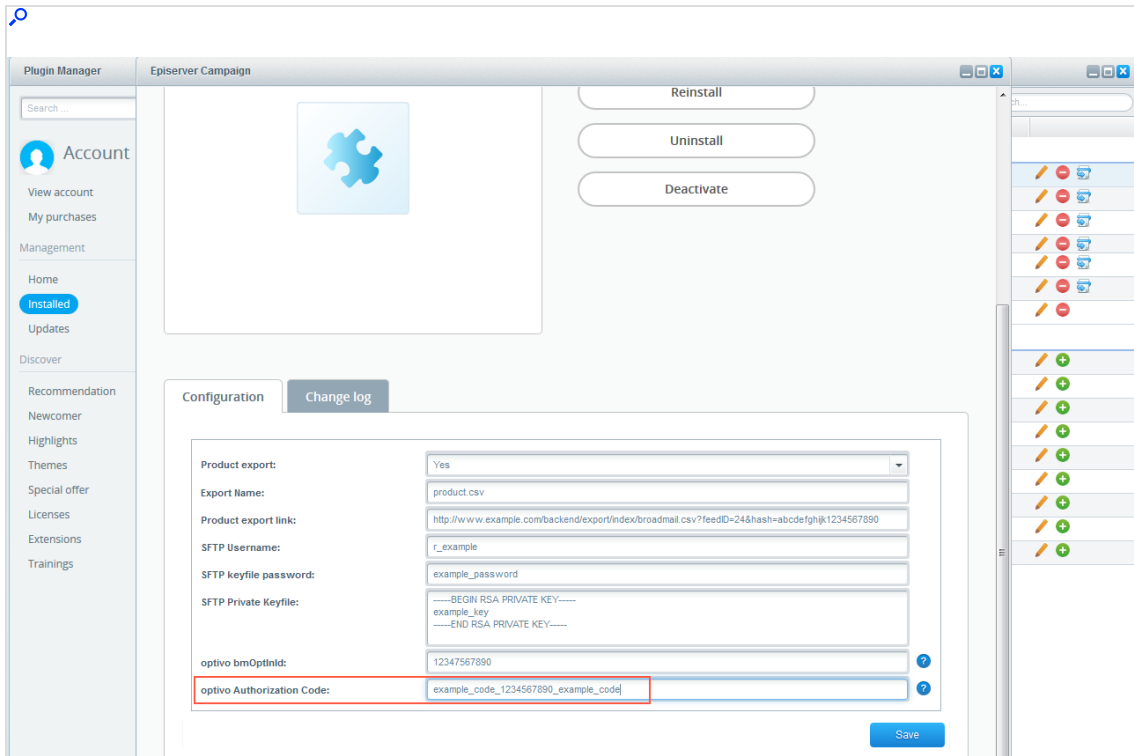 Plugin Manager
Episerver Campaign
Search ...
ch...
Account
View account
My purchases
Management
Home
Installed
Updates
Discover
Recommendation
Newcomer
Highlights
Themes
Special offer
Licenses
Extensions
Trainings
Reinstall
Uninstall
Deactivate
Configuration
Change log
Product export: Yes
Export Name: product.csv
Product export link: http://www.example.com/backend/export/index/broadmail.csv?feedID=24&hash=abcdefghijk1234567890
SFTP Username: r_example
SFTP keyfile password: example_password
SFTP Private Keyfile: -----BEGIN RSA PRIVATE KEY-----
example_key
-----END RSA PRIVATE KEY-----
optivo bmOptInId: 12347567890
?
optivo Authorization Code: example_code_1234567890_example_code
?
Save